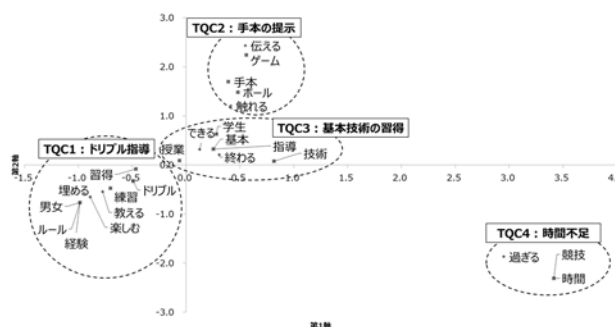 3.0
TQC2：手本の提示
伝える
ゲーム
2.0
手本
ボール
触れる
1.0
学生
できる
基本
TQC3：基本技術の習得
指導
終わる
技術
TQC1：ドリブル指導
授業
第2軸
0.0
-1.5 -1.0 -0.5 0.0 0.5 1.0 1.5 2.0 2.5 3.0 3.5 4.0
習得
埋める
練習
ドリブル
男女
教える
ルール
楽しむ
経験
-1.0
TQC4：時間不足
過ぎる
競技
時間
-2.0
-3.0
第1軸